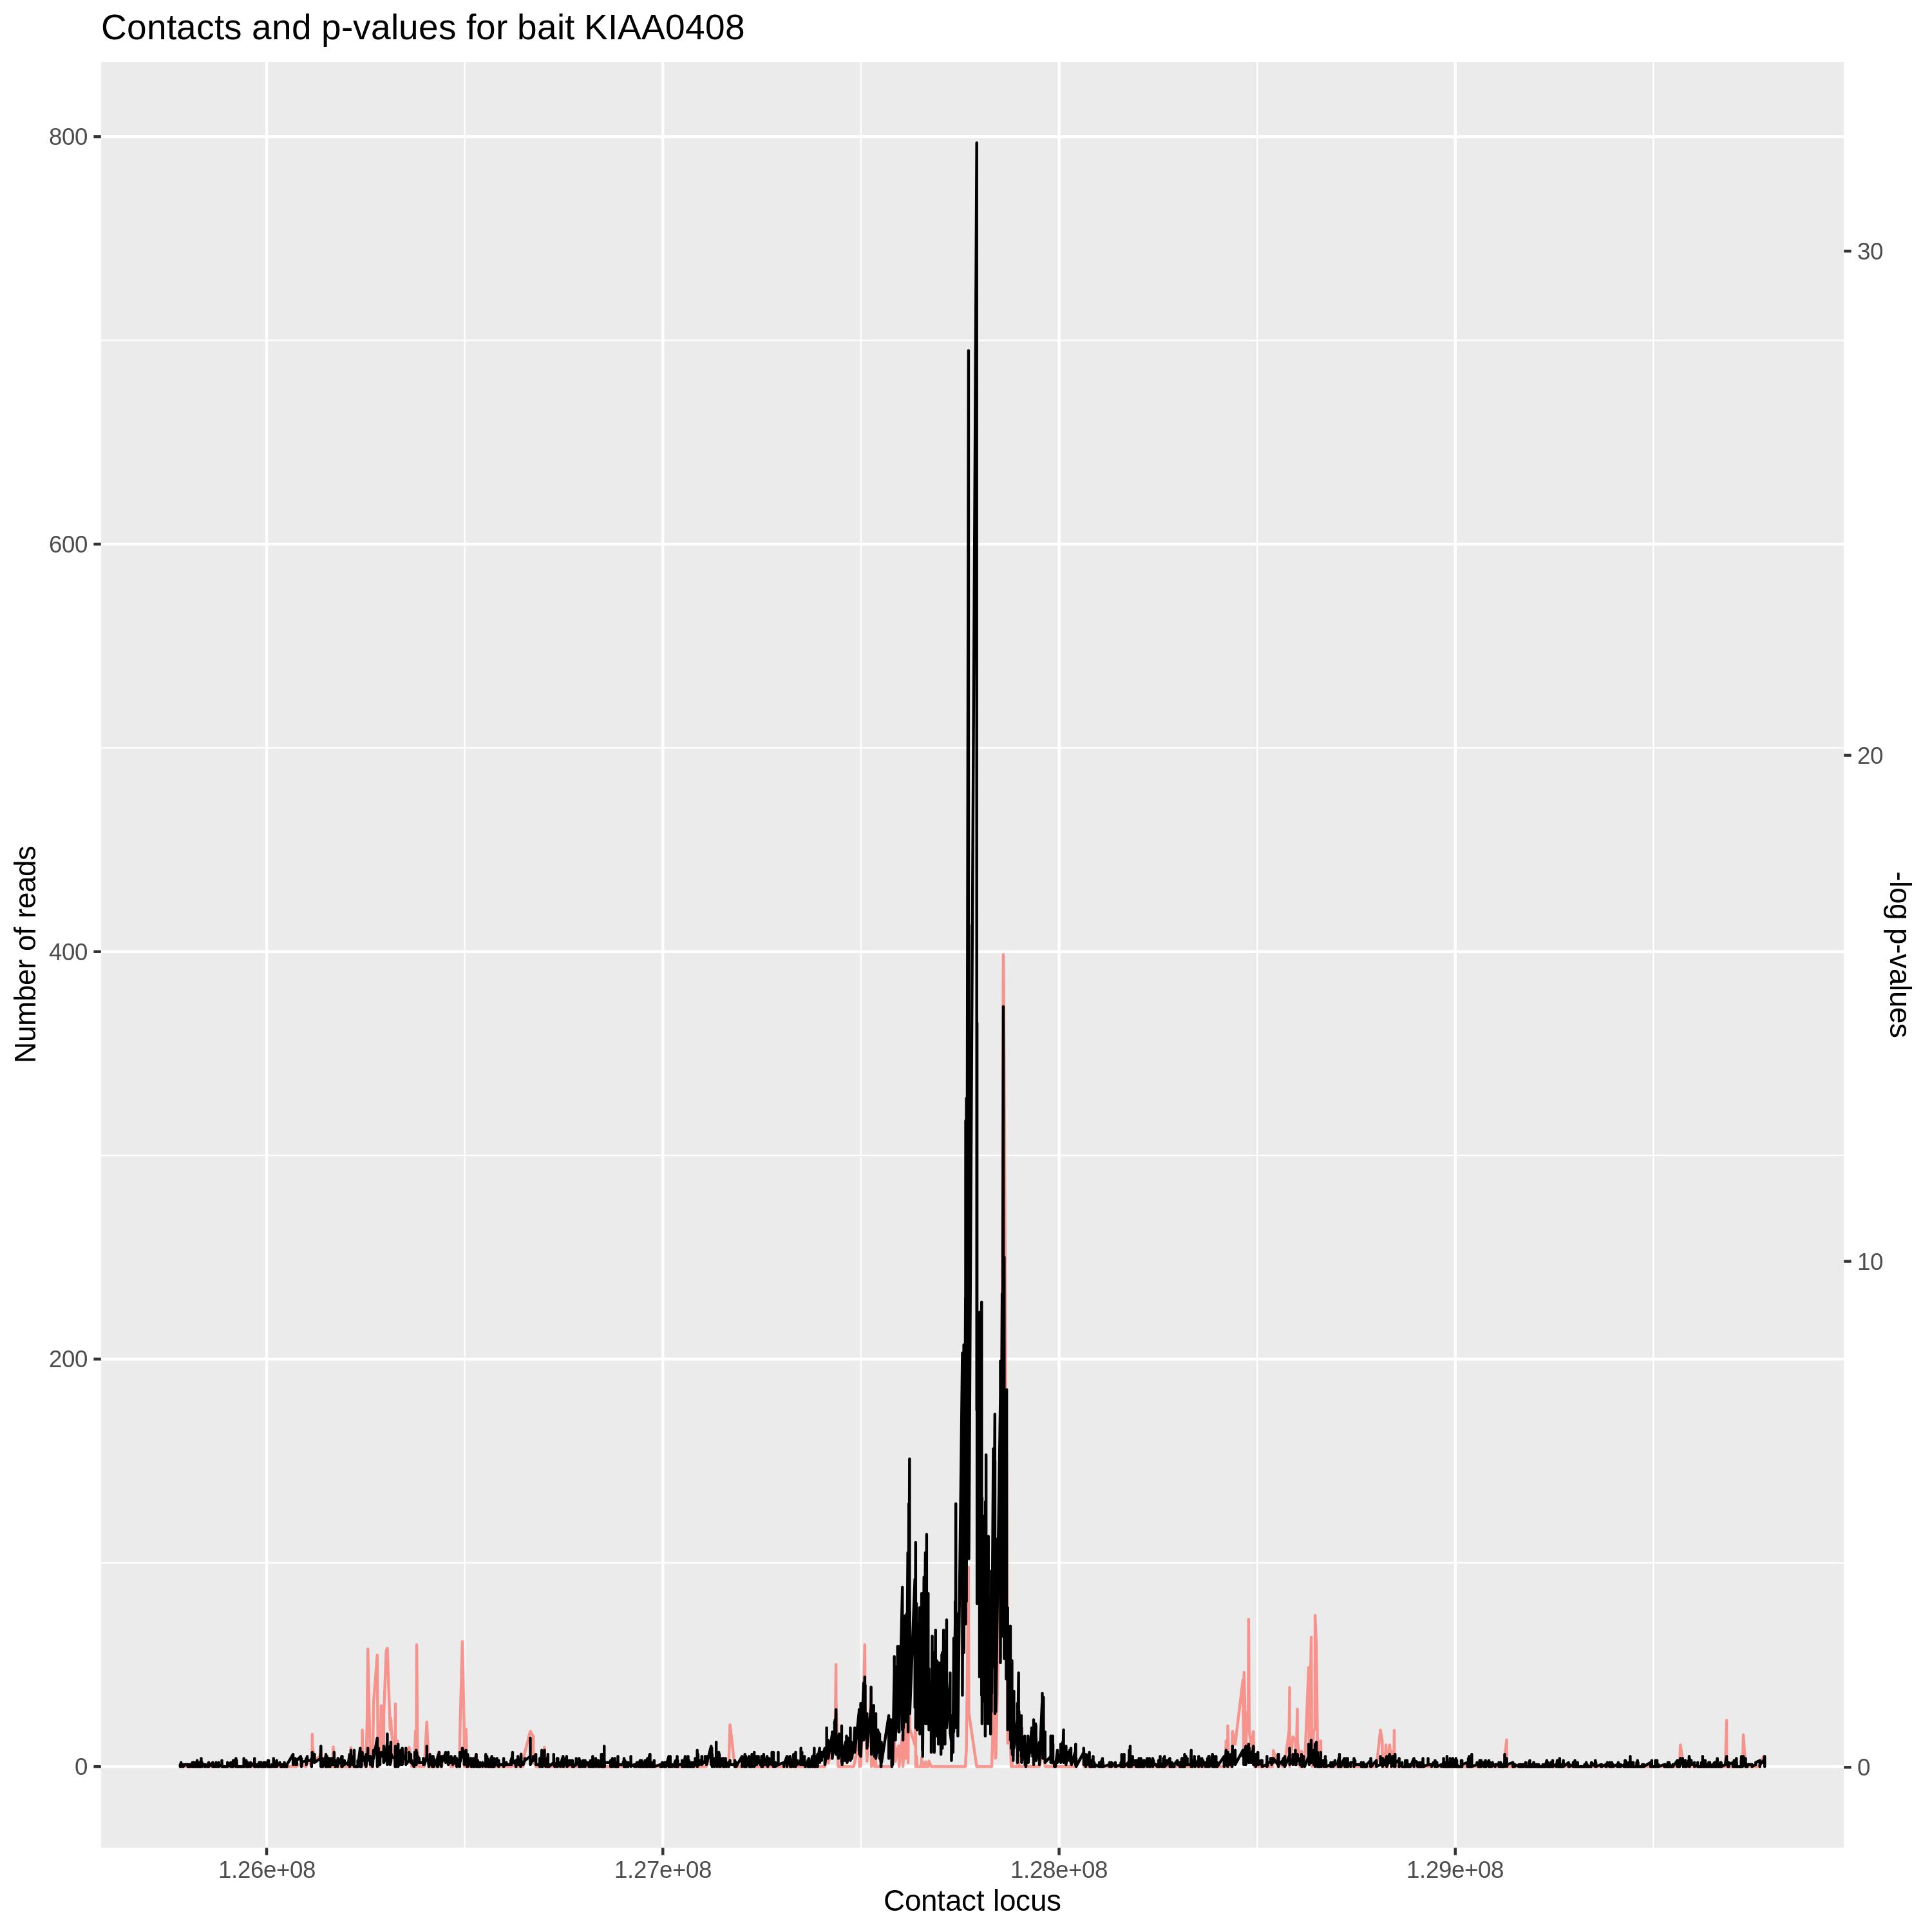 Contacts and p-values for bait KIAA0408
800
600
400
200
0
Number of reads
30
20
10
0
-log p-values
1.26e+08
1.27e+08
1.28e+08
1.29e+08
Contact locus